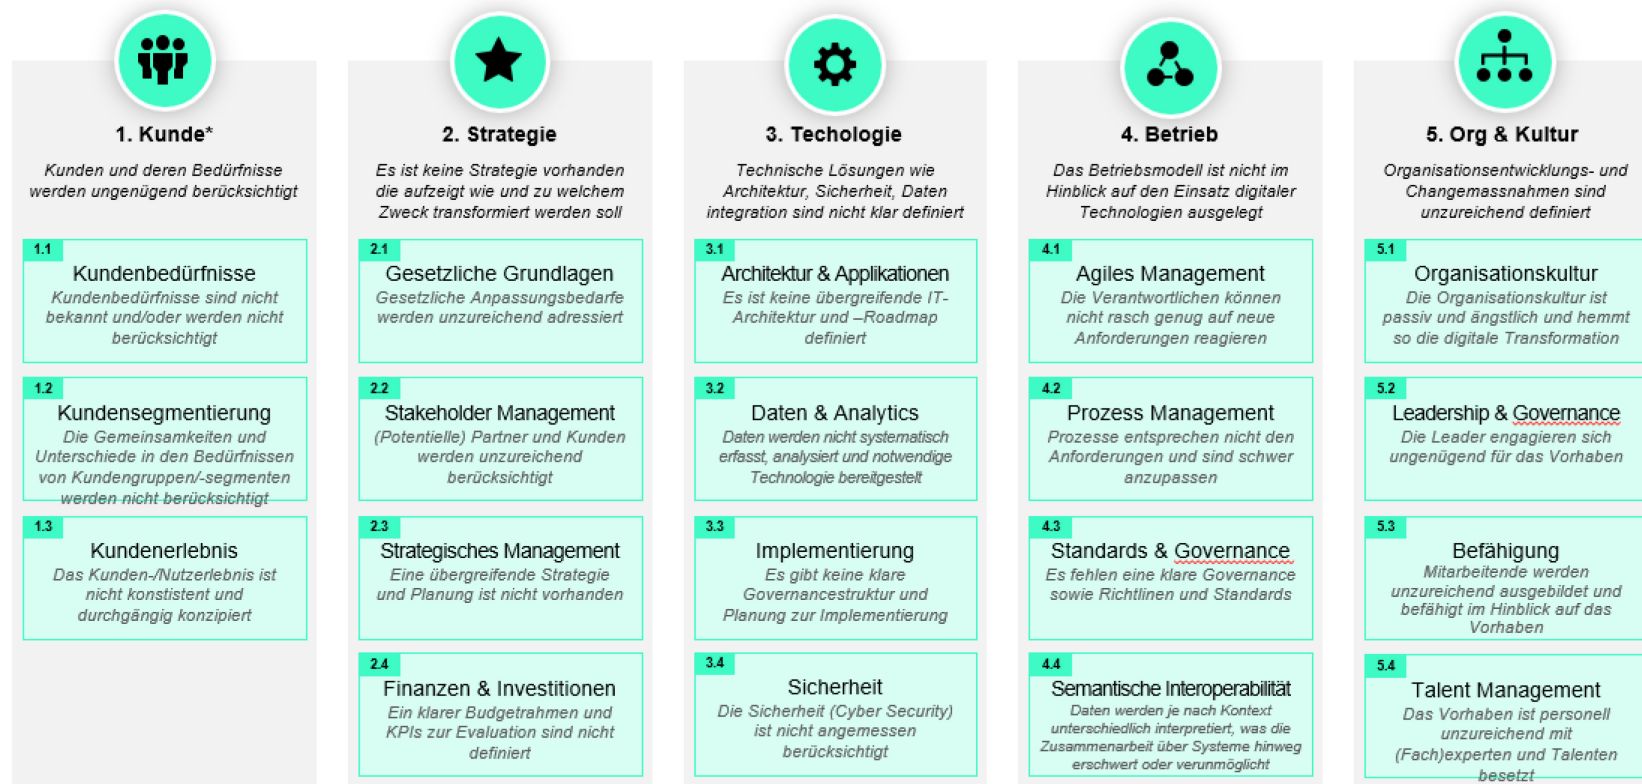 1. Kunde*
Kunden und deren Bedürfnisse
werden ungenügend berücksichtigt
1.1
Kundenbedürfnisse
Kundenbedürfnisse sind nicht
bekannt und/oder werden nicht
berücksichtigt
1.2
Kundensegmentierung
Die Gemeinsamkeiten und
Unterschiede in den Bedürfnissen
von Kundengruppen/-segmenten
werden nicht berücksichtigt
1.3
Kundenerlebnis
Das Kunden-/Nutzerlebnis ist
nicht konstistent und
durchgängig konzipiert
2. Strategie
Es ist keine Strategie vorhanden
die aufzeigt wie und zu welchem
Zweck transformiert werden soll
2.1
Gesetzliche Grundlagen
Gesetzliche Anpassungsbedarfe
werden unzureichend adressiert
2.2
Stakeholder Management
(Potentielle) Partner und Kunden
werden unzureichend
berücksichtigt
2.3
Strategisches Management
Eine übergreifende Strategie
und Planung ist nicht vorhanden
2.4
Finanzen & Investitionen
Ein klarer Budgetrahmen und
KPIs zur Evaluation sind nicht
definiert
3. Techologie
Technische Lösungen wie
Architektur, Sicherheit, Daten
integration sind nicht klar definiert
3.1
Architektur & Applikationen
Es ist keine übergreifende IT-
Architektur und –Roadmap
definiert
3.2
Daten & Analytics
Daten werden nicht systematisch
erfasst, analysiert und notwendige
Technologie bereitgestelt
3.3
Implementierung
Es gibt keine klare
Governancestruktur und
Planung zur Implementierung
3.4
Sicherheit
Die Sicherheit (Cyber Security)
ist nicht angemessen
berücksichtigt
4. Betrieb
Das Betriebsmodell ist nicht im
Hinblick auf den Einsatz digitaler
Technologien ausgelegt
4.1
Agiles Management
Die Verantwortlichen können
nicht rasch genug auf neue
Anforderungen reagieren
4.2
Prozess Management
Prozesse entsprechen nicht den
Anforderungen und sind schwer
anzupassen
4.3
Standards & Governance
Es fehlen eine klare Governance
sowie Richtlinen und Standards
4.4
Semantische Interoperabilität
Daten werden je nach Kontext
unterschiedlich interpretiert, was die
Zusammenarbeit über Systeme hinweg
erschwert oder verunmöglicht
5. Org & Kultur
Organisationsentwicklungs- und
Changemassnahmen sind
unzureichend definiert
5.1
Organisationskultur
Die Organisationskultur ist
passiv und ängstlich und hemmt
so die digitale Transformation
5.2
Leadership & Governance
Die Leader engagieren sich
ungenügend für das Vorhaben
5.3
Befähigung
Mitarbeitende werden
unzureichend ausgebildet und
befähigt im Hinblick auf das
Vorhaben
5.4
Talent Management
Das Vorhaben ist personell
unzureichend mit
(Fach)experten und Talenten
besetzt